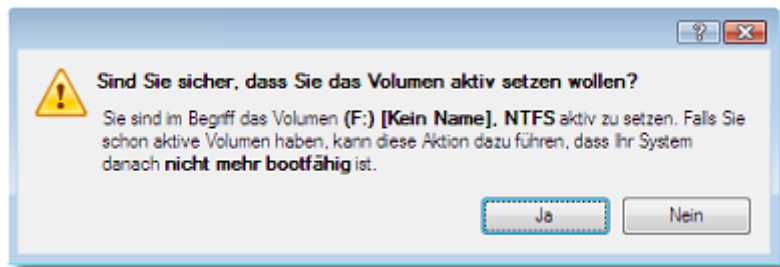 Sind Sie sicher, dass Sie das Volumen aktiv setzen wollen?
Sie sind im Begriff das Volumen (F:) [Kein Name], NTFS aktiv zu setzen. Falls Sie
schon aktive Volumen haben, kann diese Aktion dazu führen, dass Ihr System
danach nicht mehr bootfähig ist.
Ja Nein